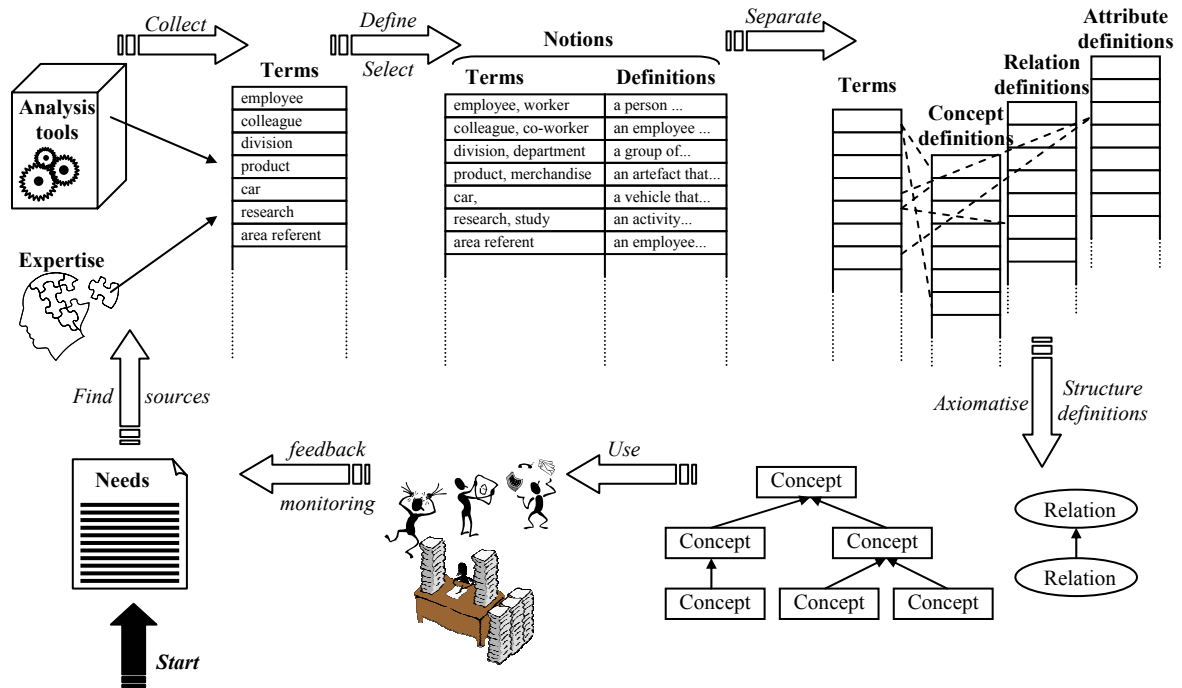 Collect
Define
Select
Separate
Attribute
definitions
Notions
Relation
definitions
Terms
Terms
Definitions
Terms
Concept
definitions
Analysis
tools
employee
colleague
division
product
car
research
area referent
employee, worker
a person ...
colleague, co-worker
an employee ...
division, department
a group of...
product, merchandise
an artefact that...
car,
a vehicle that...
research, study
an activity...
area referent
an employee...
Expertise
Find sources
Axiomatise
Structure
definitions
Needs
feedback
monitoring
Use
Concept
Concept
Concept
Concept
Concept
Concept
Relation
Relation
Start